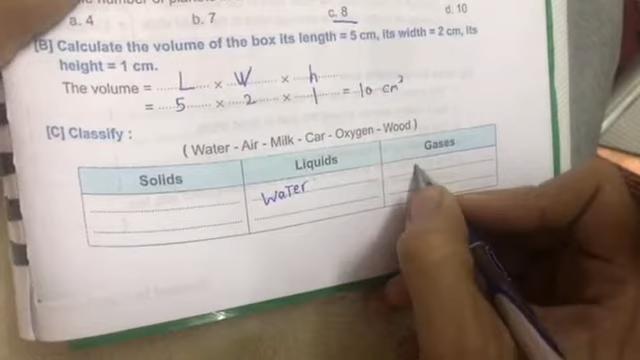 a. 4 b. 7 c. 8 d. 10
[B] Calculate the volume of the box its length = 5 cm, its width = 2 cm, its
height = 1 cm.
The volume = L × W × h
= 5 × 2 × 1 = 10 cm³
[C] Classify :
( Water - Air - Milk - Car - Oxygen - Wood )
Solids Liquids Gases
Water